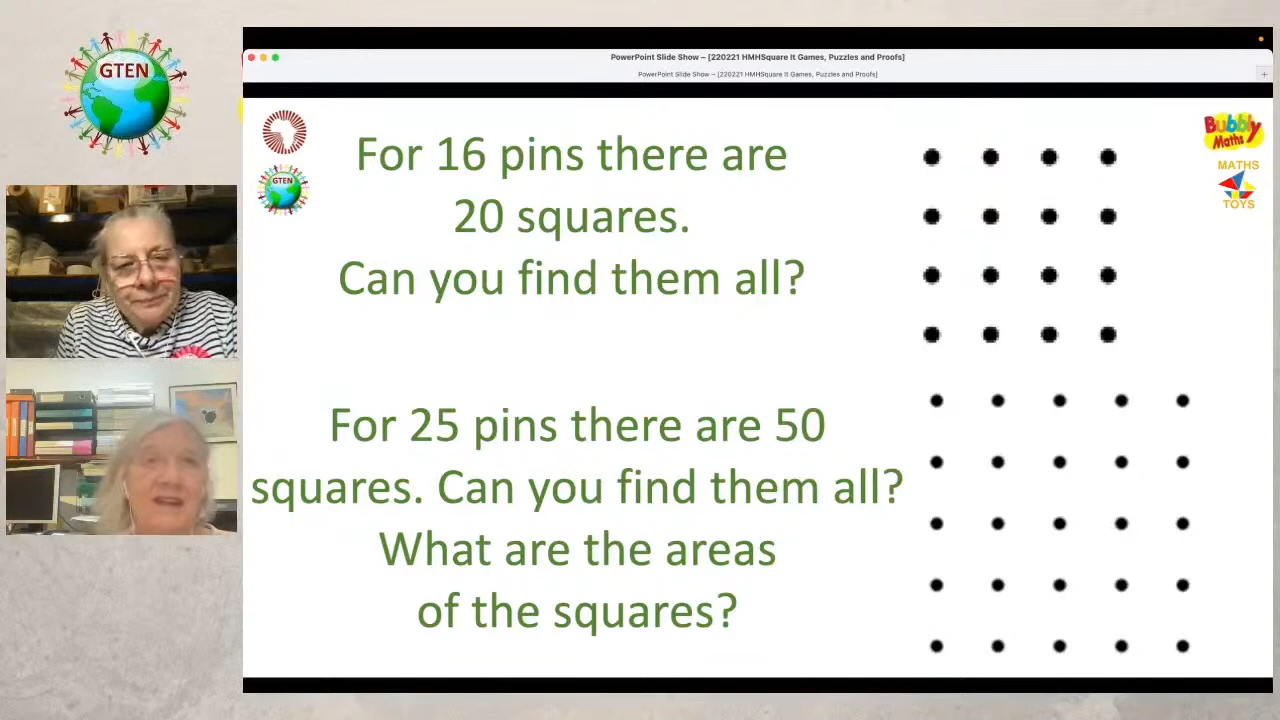 GTEN
PowerPoint Slide Show – [220221 HMHSquare It Games, Puzzles and Proofs]
PowerPoint Slide Show – [220221 HMHSquare It Games, Puzzles and Proofs]
GTEN
For 16 pins there are
20 squares.
Can you find them all?
Bubbly
Maths
MATHS
TOYS
For 25 pins there are 50
squares. Can you find them all?
What are the areas
of the squares?